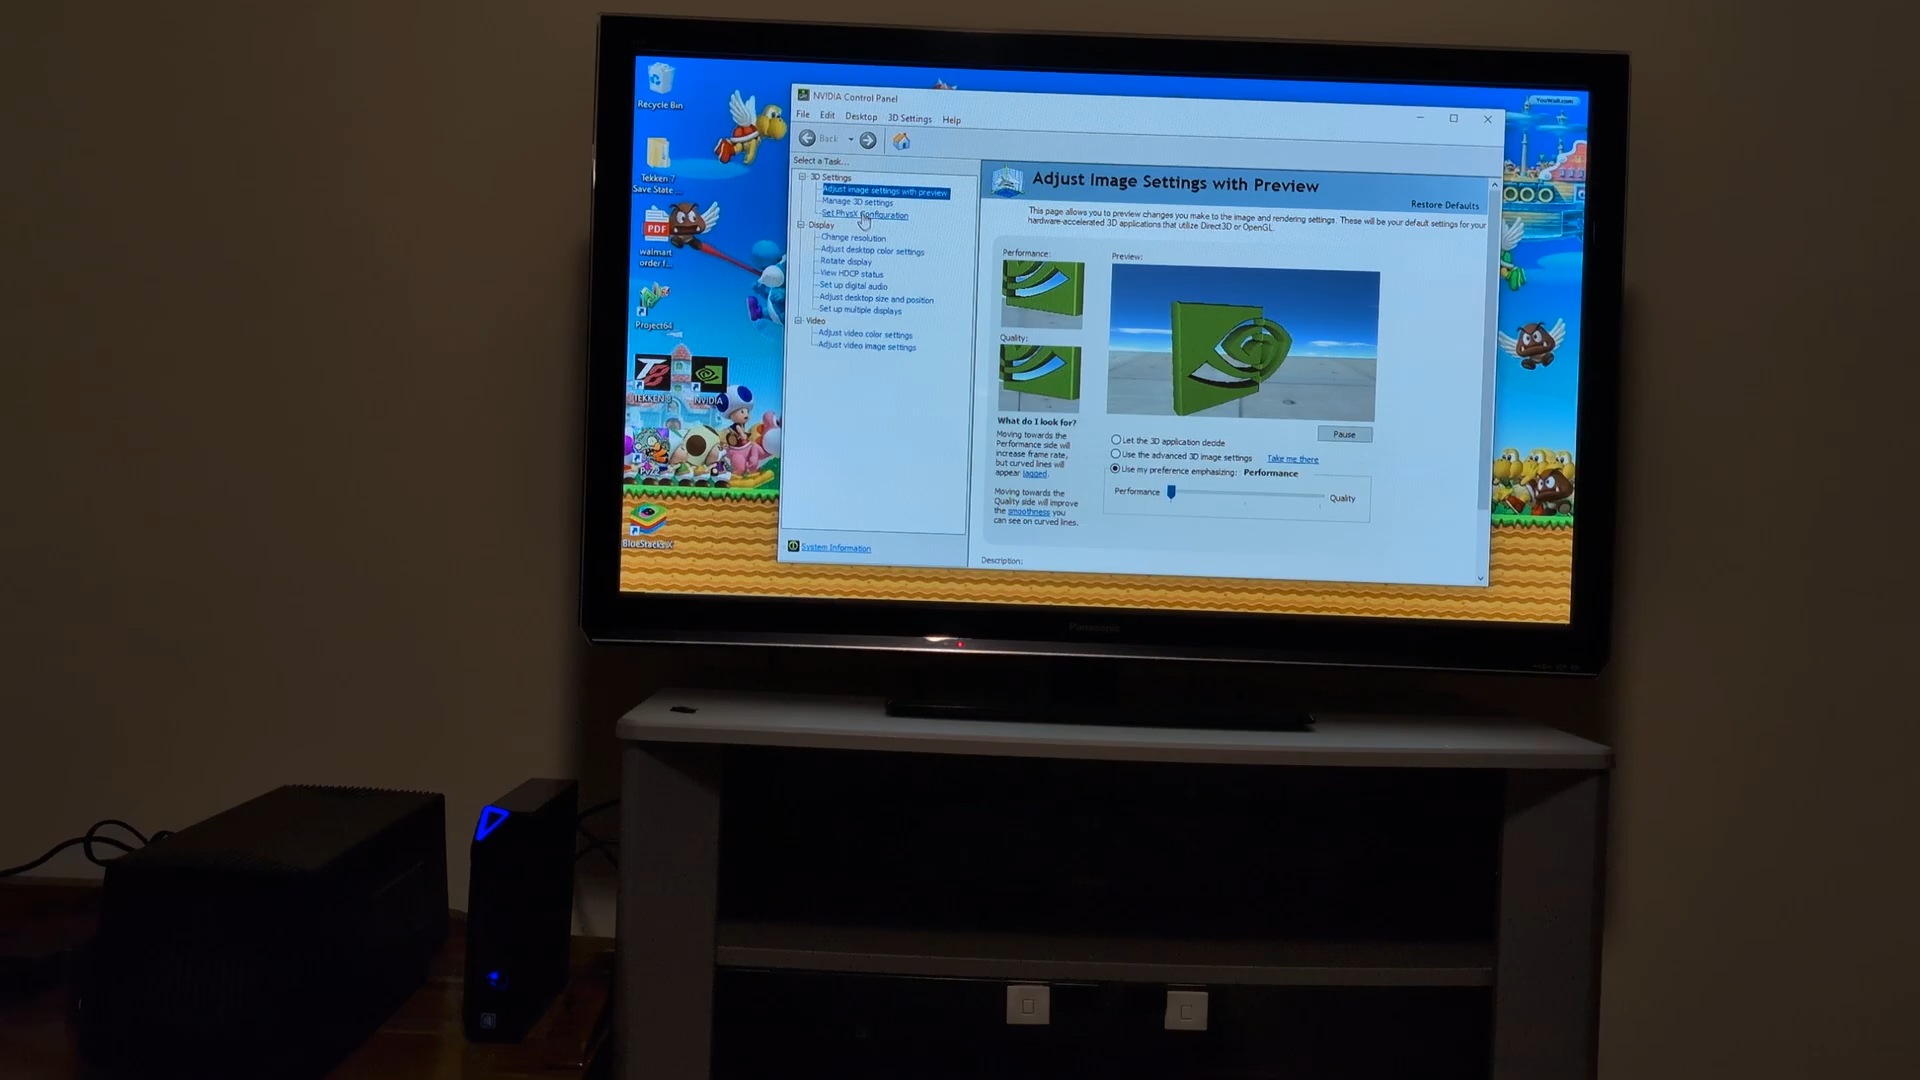 Recycle Bin
Tekken 7
Save State ...
PDF
walmart
order f...
Project64
TEKKEN 8
NVIDIA
BlueStacks X
YouWall.com
NVIDIA Control Panel
File Edit Desktop 3D Settings Help
Back
Select a Task...
3D Settings
Adjust image settings with preview
Manage 3D settings
Set PhysX Configuration
Display
Change resolution
Adjust desktop color settings
Rotate display
View HDCP status
Set up digital audio
Adjust desktop size and position
Set up multiple displays
Video
Adjust video color settings
Adjust video image settings
System Information
Adjust Image Settings with Preview
Restore Defaults
This page allows you to preview changes you make to the image and rendering settings. These will be your default settings for your
hardware-accelerated 3D applications that utilize Direct3D or OpenGL.
Performance:
Preview:
Quality:
What do I look for?
Moving towards the
Performance side will
increase frame rate,
but curved lines will
appear jagged.
Moving towards the
Quality side will improve
the smoothness you
can see on curved lines.
Pause
Let the 3D application decide
Use the advanced 3D image settings Take me there
Use my preference emphasizing: Performance
Performance
Quality
Description:
Panasonic